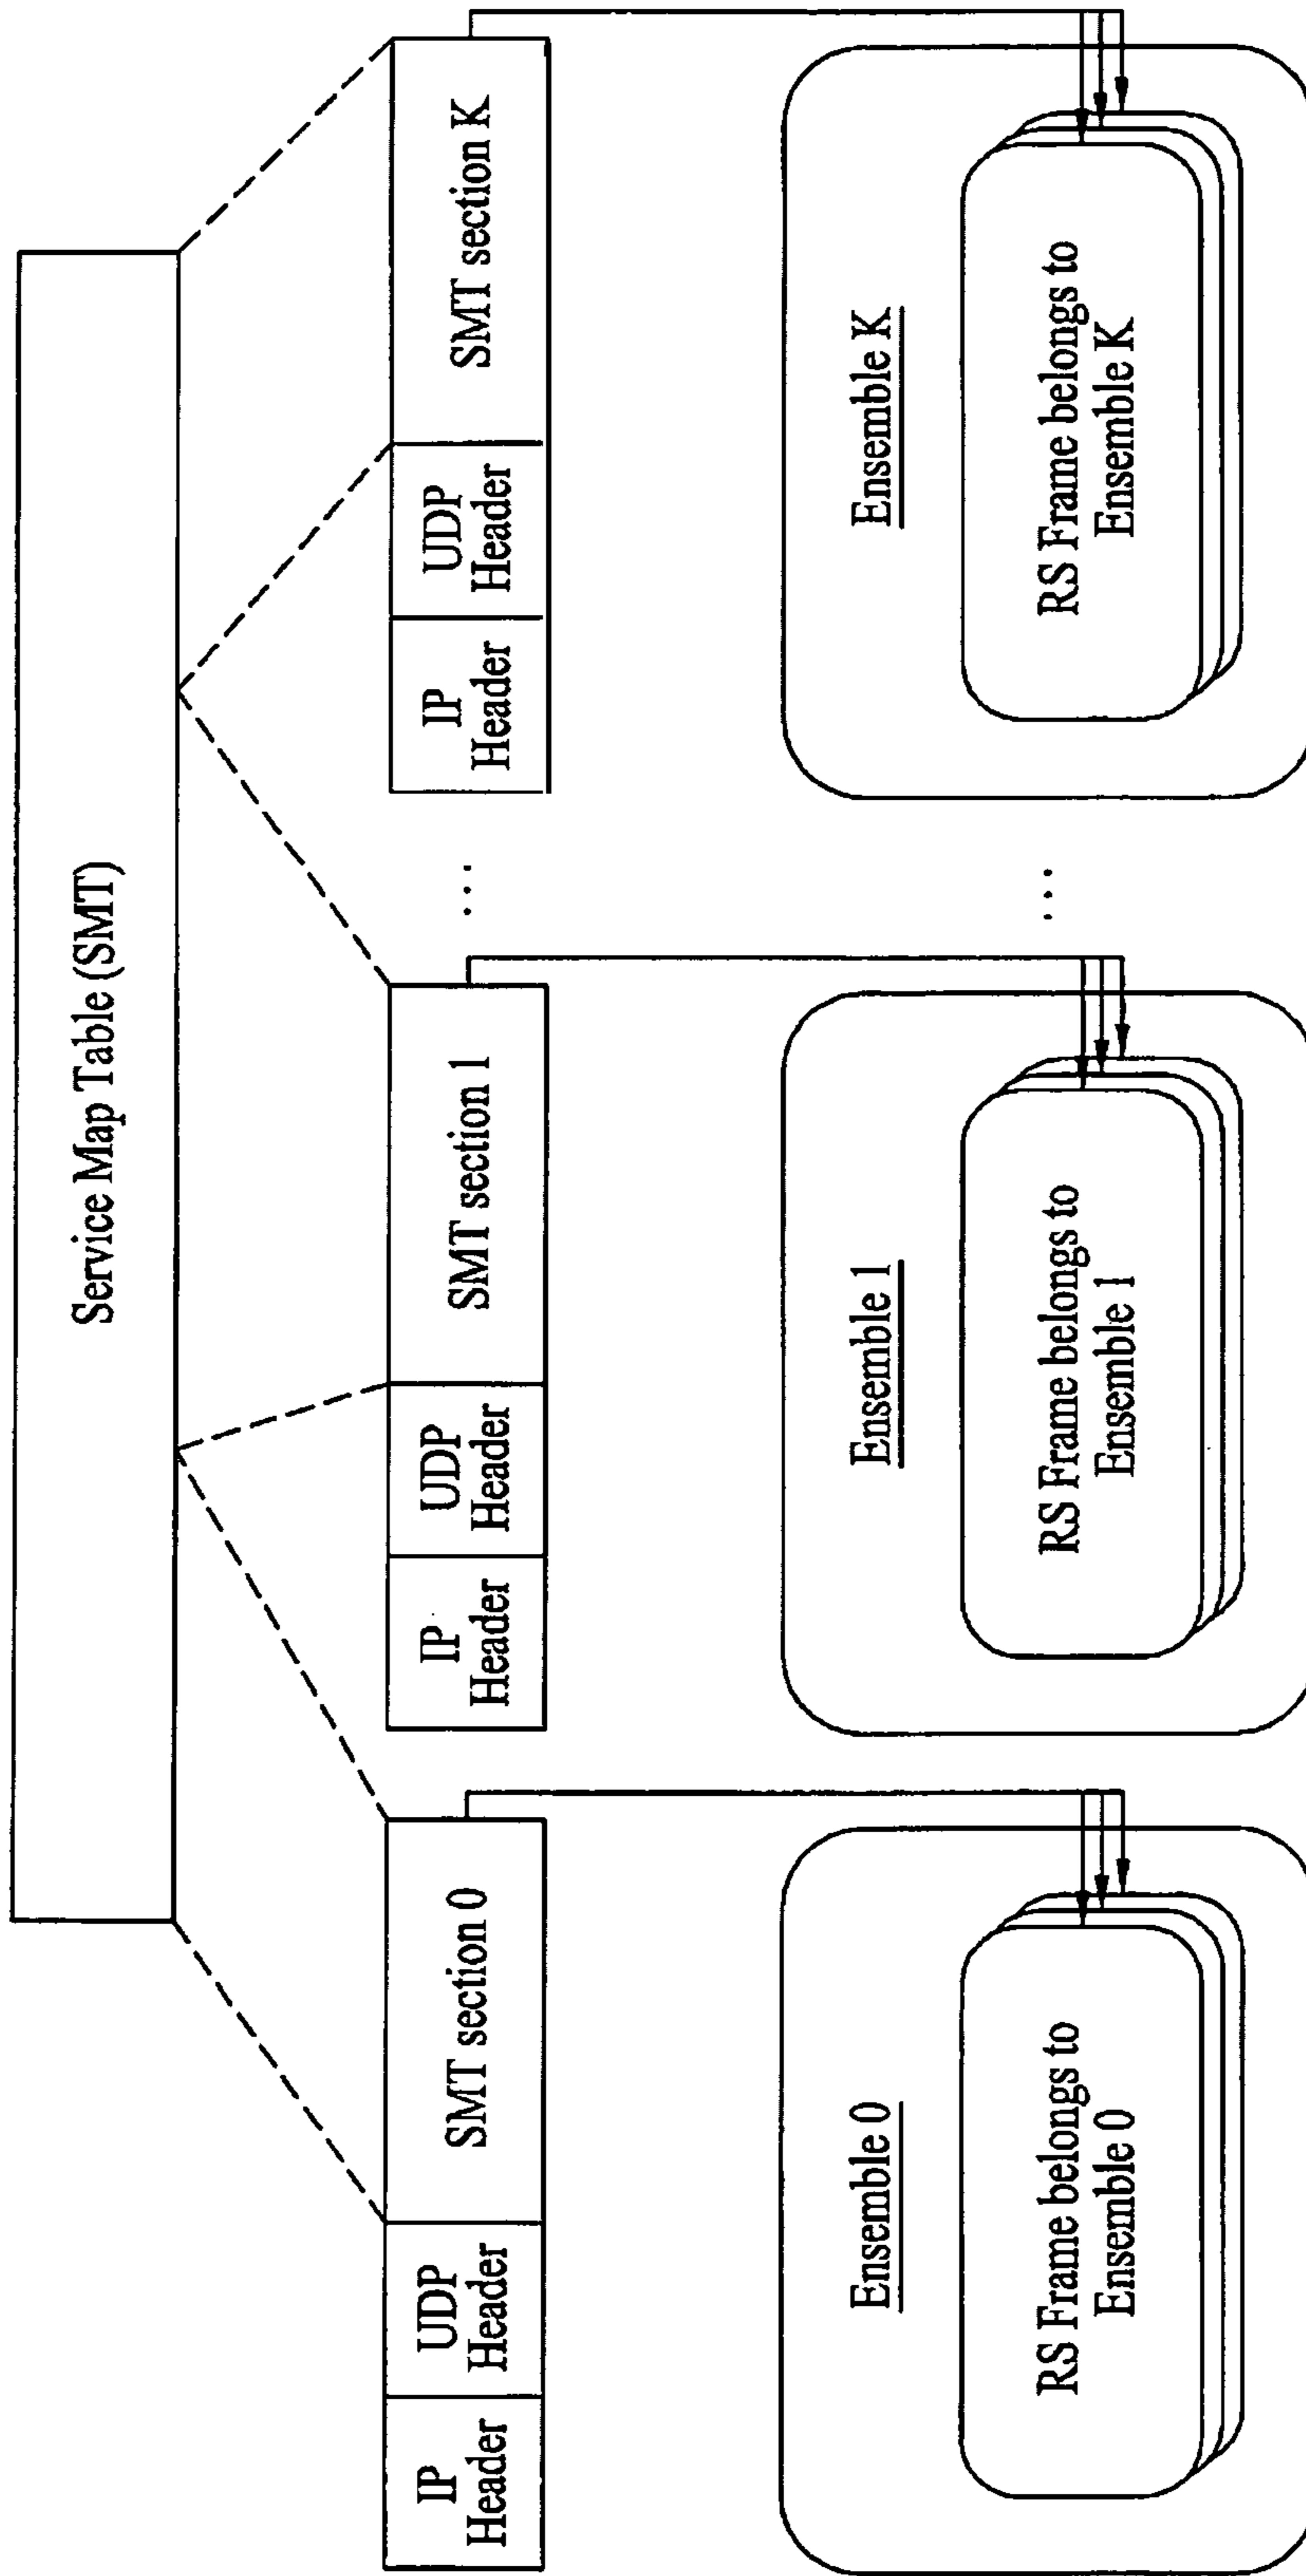 Service Map Table (SMT)
IP
Header
UDP
Header
SMT section 0
IP
Header
UDP
Header
SMT section 1
...
IP
Header
UDP
Header
SMT section K
Ensemble 0
RS Frame belongs to
Ensemble 0
Ensemble 1
RS Frame belongs to
Ensemble 1
...
Ensemble K
RS Frame belongs to
Ensemble K